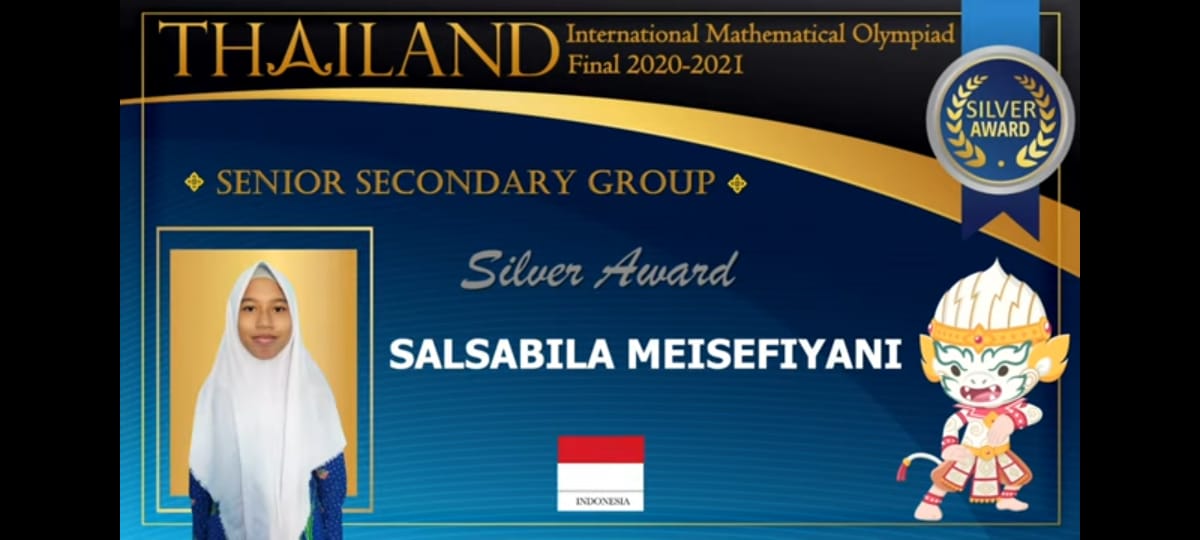 THAILAND
International Mathematical Olympiad
Final 2020-2021
SILVER
AWARD
SENIOR SECONDARY GROUP
Silver Award
SALSABILA MEISEFIYANI
INDONESIA